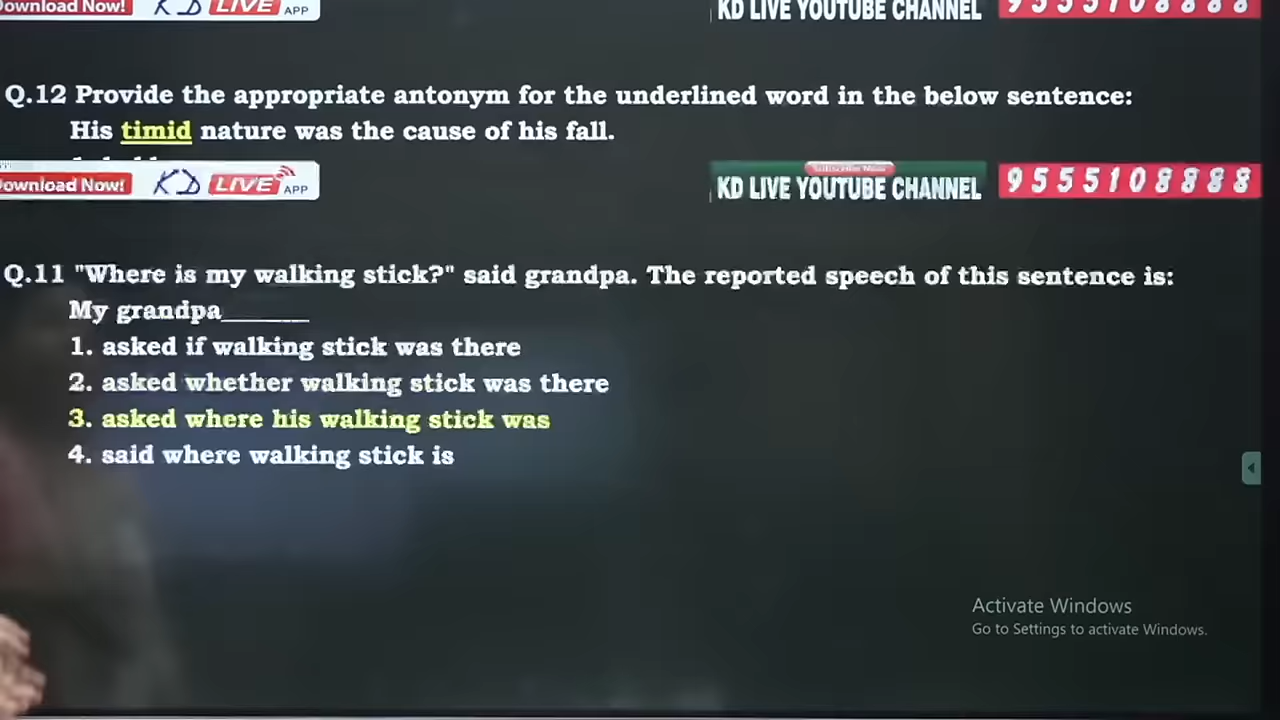 Download Now! KD LIVE APP KD LIVE YOUTUBE CHANNEL 9555108888
Q.12 Provide the appropriate antonym for the underlined word in the below sentence:
His timid nature was the cause of his fall.
Subscribe Now
Download Now! KD LIVE APP KD LIVE YOUTUBE CHANNEL 9555108888
Q.11 "Where is my walking stick?" said grandpa. The reported speech of this sentence is:
My grandpa______
1. asked if walking stick was there
2. asked whether walking stick was there
3. asked where his walking stick was
4. said where walking stick is
Activate Windows
Go to Settings to activate Windows.